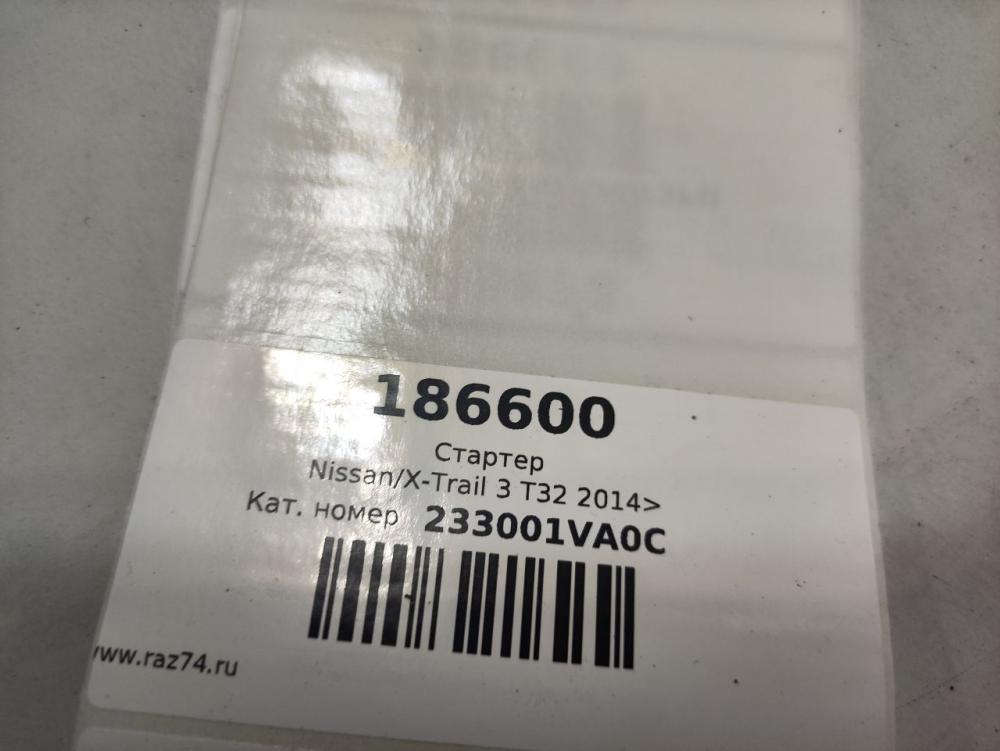 186600
Стартер
Nissan/X-Trail 3 T32 2014>
Кат. номер 233001VA0C
www.raz74.ru